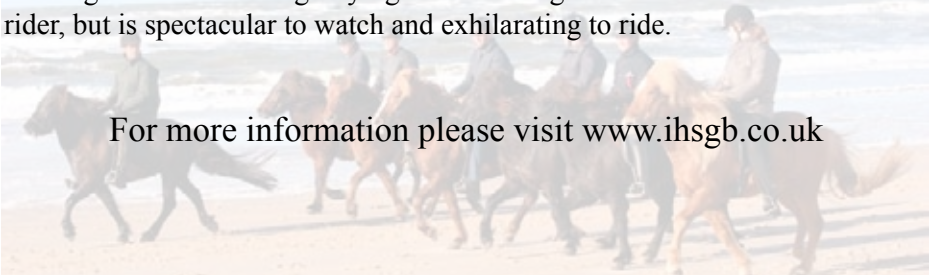 rider, but is spectacular to watch and exhilarating to ride.
For more information please visit www.ihsgb.co.uk